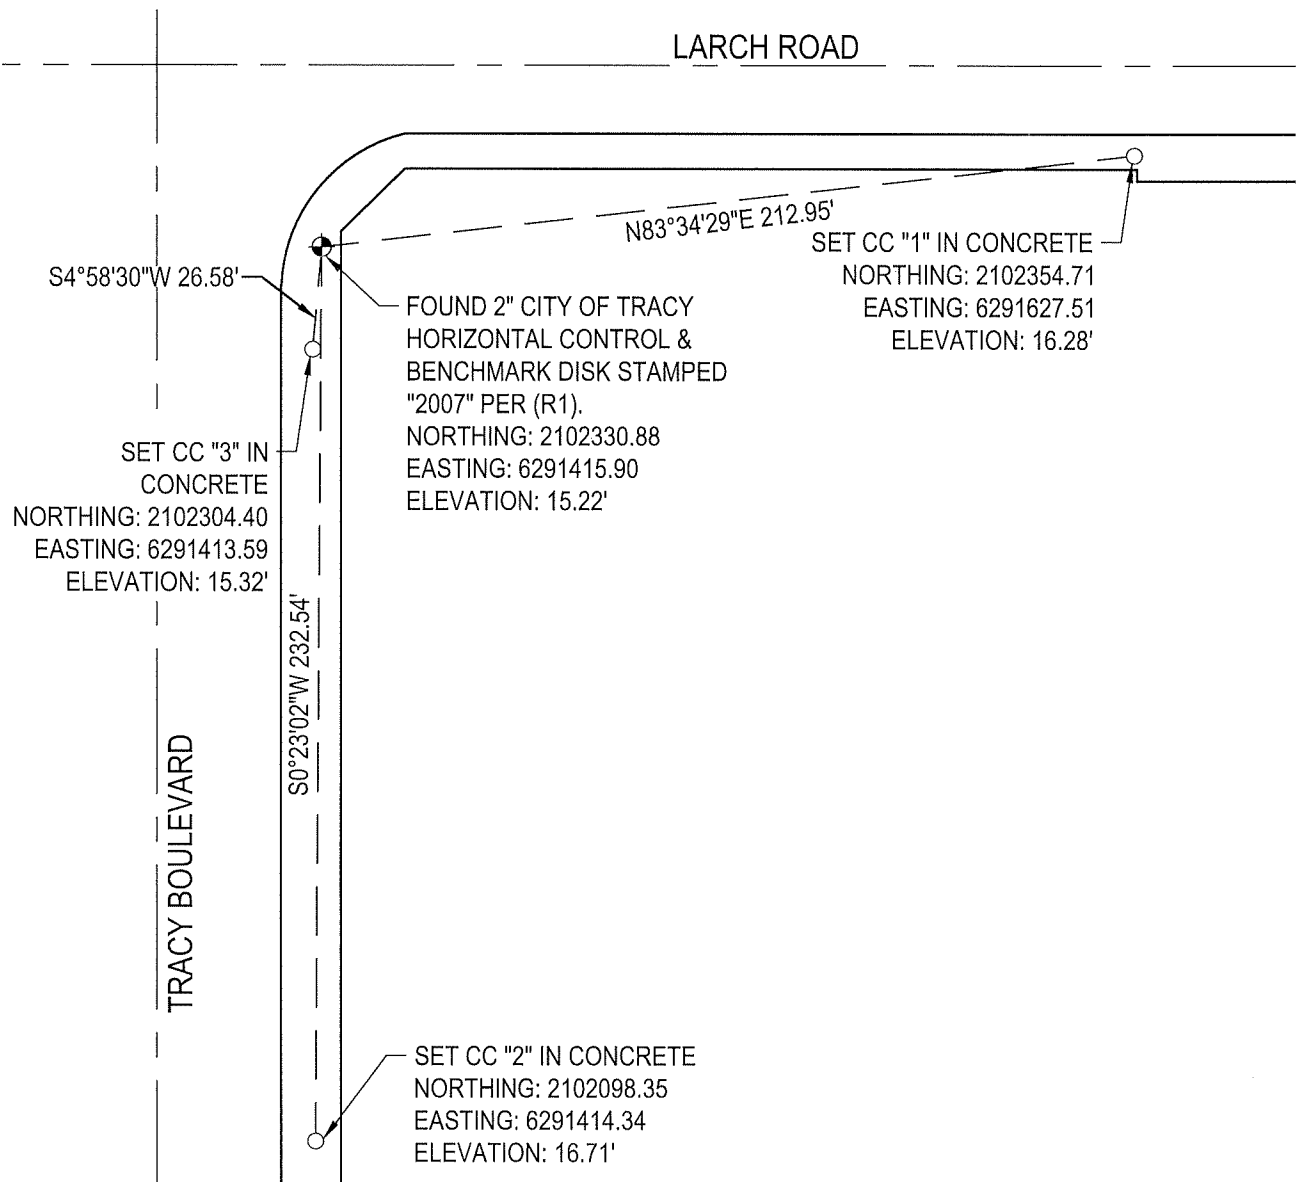 LARCH ROAD
N83°34'29"E 212.95'
SET CC "1" IN CONCRETE
NORTHING: 2102354.71
EASTING: 6291627.51
ELEVATION: 16.28'
S4°58'30"W 26.58'
FOUND 2" CITY OF TRACY
HORIZONTAL CONTROL &
BENCHMARK DISK STAMPED
"2007" PER (R1).
NORTHING: 2102330.88
EASTING: 6291415.90
ELEVATION: 15.22'
SET CC "3" IN
CONCRETE
NORTHING: 2102304.40
EASTING: 6291413.59
ELEVATION: 15.32'
S0°23'02"W 232.54'
TRACY BOULEVARD
SET CC "2" IN CONCRETE
NORTHING: 2102098.35
EASTING: 6291414.34
ELEVATION: 16.71'